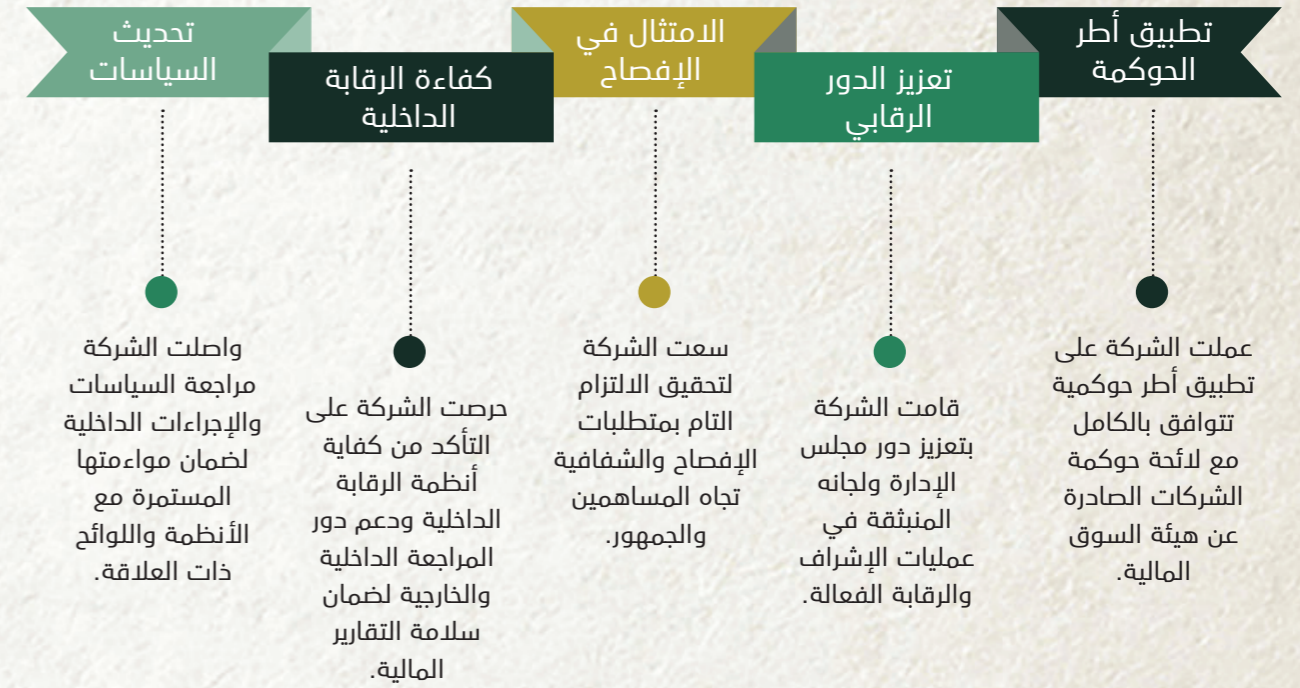 تطبيق أطر
الحوكمة
عملت الشركة على
تطبيق أطر حوكمية
تتوافق بالكامل
مع لائحة حوكمة
الشركات الصادرة
عن هيئة السوق
المالية.
تعزيز الدور
الرقابي
قامت الشركة
بتعزيز دور مجلس
الإدارة ولجانه
المنبثقة في
عمليات الإشراف
والرقابة الفعالة.
الامتثال في
الإفصاح
سعت الشركة
لتحقيق الالتزام
التام بمتطلبات
الإفصاح والشفافية
تجاه المساهمين
والجمهور.
كفاءة الرقابة
الداخلية
حرصت الشركة على
التأكد من كفاية
أنظمة الرقابة
الداخلية ودعم دور
المراجعة الداخلية
والخارجية لضمان
سلامة التقارير
المالية.
تحديث
السياسات
واصلت الشركة
مراجعة السياسات
والإجراءات الداخلية
لضمان مواءمتها
المستمرة مع
الأنظمة واللوائح
ذات العلاقة.